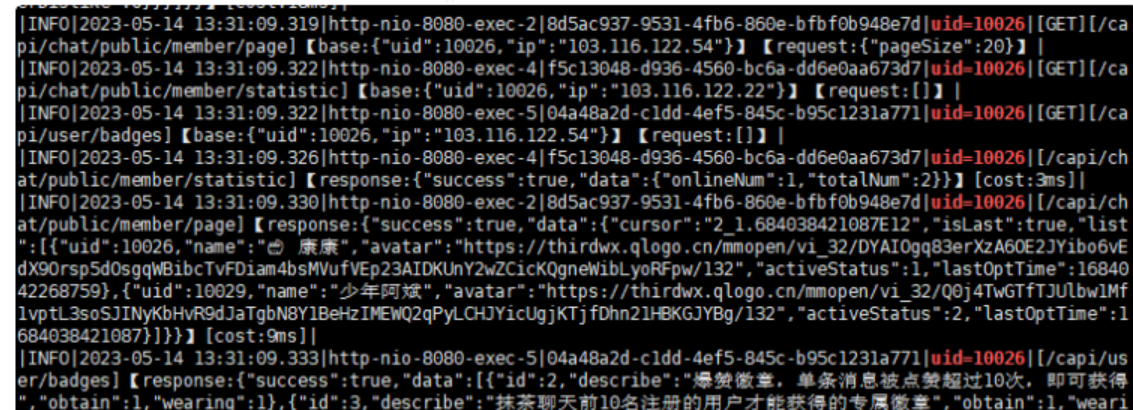 |INFO|2023-05-14 13:31:09.319|http-nio-8080-exec-2|8d5ac937-9531-4fb6-860e-bfbf0b948e7d|uid=10026|[GET][/ca
pi/chat/public/member/page]【base:{"uid":10026,"ip":"103.116.122.54"}】【request:{"pageSize":20}】|
|INFO|2023-05-14 13:31:09.322|http-nio-8080-exec-4|f5c13048-d936-4560-bc6a-dd6e0aa673d7|uid=10026|[GET][/ca
pi/chat/public/member/statistic]【base:{"uid":10026,"ip":"103.116.122.22"}】【request:[]】|
|INFO|2023-05-14 13:31:09.322|http-nio-8080-exec-5|04a48a2d-c1dd-4ef5-845c-b95c1231a771|uid=10026|[GET][/ca
pi/user/badges]【base:{"uid":10026,"ip":"103.116.122.54"}】【request:[]】|
|INFO|2023-05-14 13:31:09.326|http-nio-8080-exec-4|f5c13048-d936-4560-bc6a-dd6e0aa673d7|uid=10026|[/capi/ch
at/public/member/statistic]【response:{"success":true,"data":{"onlineNum":1,"totalNum":2}}】[cost:3ms]|
|INFO|2023-05-14 13:31:09.330|http-nio-8080-exec-2|8d5ac937-9531-4fb6-860e-bfbf0b948e7d|uid=10026|[/capi/ch
at/public/member/page]【response:{"success":true,"data":{"cursor":"2_1.684038421087E12","isLast":true,"list
":[{"uid":10026,"name":" 康康","avatar":"https://thirdwx.qlogo.cn/mmopen/vi_32/DYAIOgq83erXzA6OE2JYibo6vE
dX9Orsp5dOsgqWBibcTvFDiam4bsMVufVEp23AIDKUnY2wZCicKQgneWibLyoRFpw/132","activeStatus":1,"lastOptTime":16840
42268759},{"uid":10029,"name":"少年阿斌","avatar":"https://thirdwx.qlogo.cn/mmopen/vi_32/Q0j4TwGTfTJUlbw1Mf
1vptL3soSJINyKbHvR9dJaTgbN8Y1BeHzIMEWQ2qPyLCHJYicUgjKTjfDhn21HBKGJYBg/132","activeStatus":2,"lastOptTime":1
684038421087}]}}】[cost:9ms]|
|INFO|2023-05-14 13:31:09.333|http-nio-8080-exec-5|04a48a2d-c1dd-4ef5-845c-b95c1231a771|uid=10026|[/capi/us
er/badges]【response:{"success":true,"data":[{"id":2,"describe":"爆赞徽章，单条消息被点赞超过10次，即可获得
","obtain":1,"wearing":1},{"id":3,"describe":"抹茶聊天前10名注册的用户才能获得的专属徽章","obtain":1,"weari